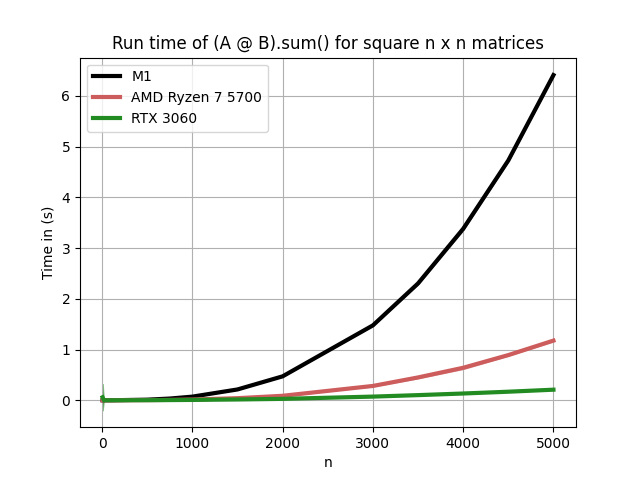 Run time of (A @ B).sum() for square n x n matrices
M1
AMD Ryzen 7 5700
RTX 3060
Time in (s)
6
5
4
3
2
1
0
0 1000 2000 3000 4000 5000
n